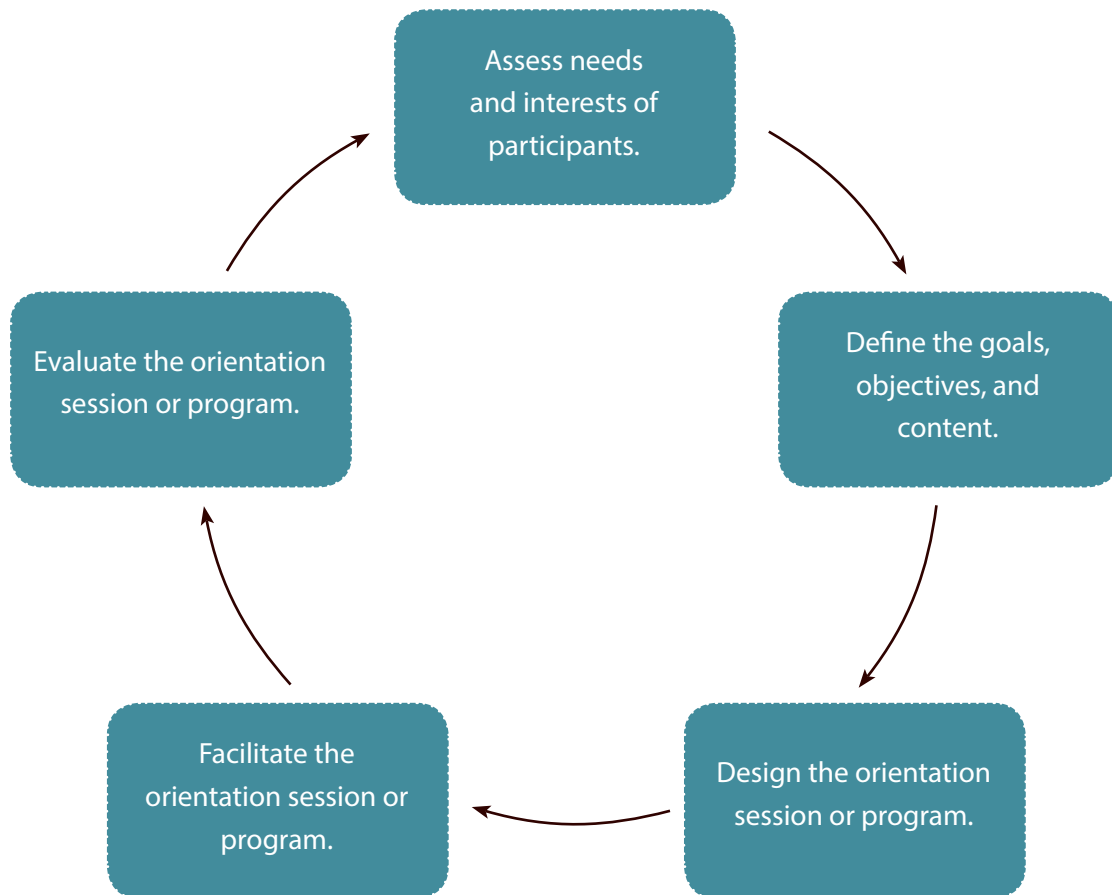 Assess needs
and interests of
participants.
Define the goals,
objectives, and
content.
Design the orientation
session or program.
Facilitate the
orientation session or
program.
Evaluate the orientation
session or program.